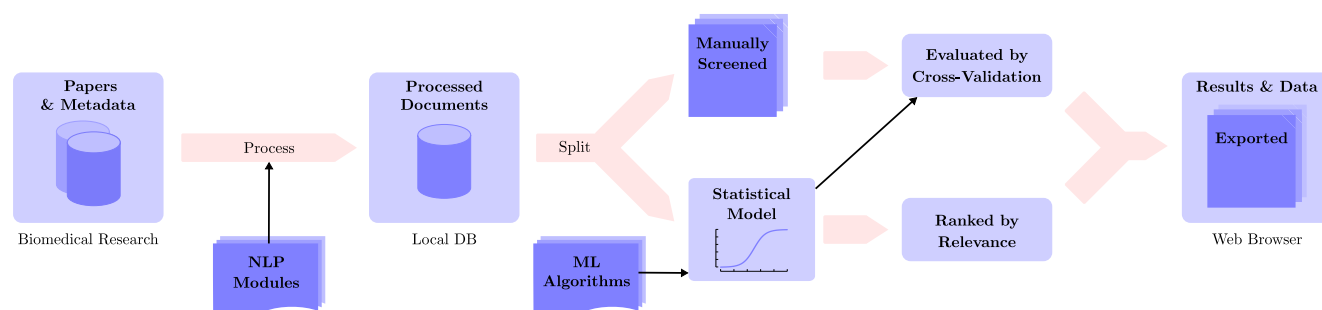 Papers
& Metadata
Biomedical Research
Process
NLP
Modules
Processed
Documents
Local DB
Split
ML
Algorithms
Manually
Screened
Statistical
Model
Evaluated by
Cross-Validation
Ranked by
Relevance
Results & Data
Exported
Web Browser